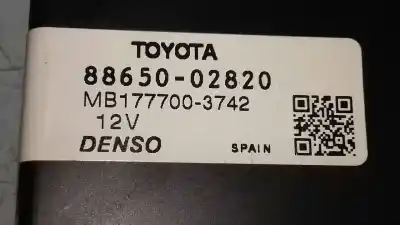 TOYOTA
88650-02820
MB177700-3742
12V
DENSO SPAIN